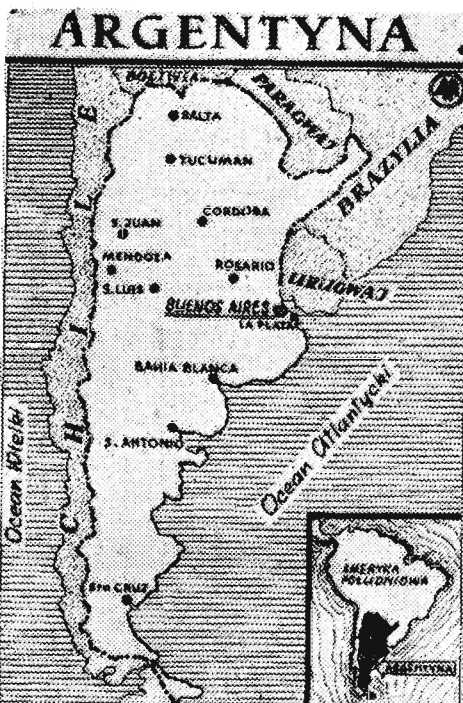 ARGENTYNA
BOLIWIA
PARAGWAJ
BRAZYLIA
SALTA
TUCUMAN
CORDOBA
S. JUAN
MENDOZA
ROSARIO
S. LUIS
URUGWAJ
BUENOS AIRES
LA PLATA
BAHIA BLANCA
S. ANTONIO
Sta CRUZ
CHILE
Ocean Wielki
Ocean Atlantycki
AMERYKA
POŁUDNIOWA
ARGENTYNA